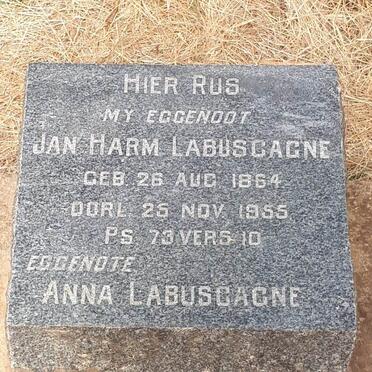 HIER RUS
MY EGGENOOT
JAN HARM LABUSCAGNE
GEB. 26 AUG 1864
OORL. 25 NOV. 1955
PS. 73 VERS 10
EGGENOTE
ANNA LABUSCAGNE